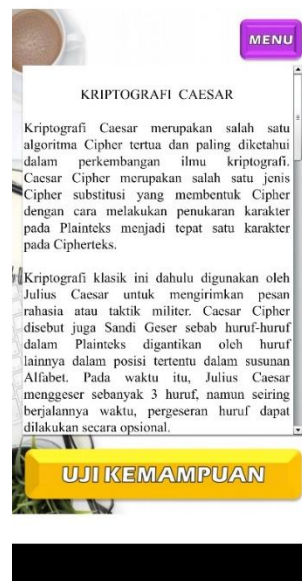 MENU
KRIPTOGRAFI CAESAR
Kriptografi Caesar merupakan salah satu
algoritma Cipher tertua dan paling diketahui
dalam perkembangan ilmu kriptografi.
Caesar Cipher merupakan salah satu jenis
Cipher substitusi yang membentuk Cipher
dengan cara melakukan penukaran karakter
pada Plainteks menjadi tepat satu karakter
pada Cipherteks.
Kriptografi klasik ini dahulu digunakan oleh
Julius Caesar untuk mengirimkan pesan
rahasia atau taktik militer. Caesar Cipher
disebut juga Sandi Geser sebab huruf-huruf
dalam Plainteks digantikan oleh huruf
lainnya dalam posisi tertentu dalam susunan
Alfabet. Pada waktu itu, Julius Caesar
menggeser sebanyak 3 huruf, namun seiring
berjalannya waktu, pergeseran huruf dapat
dilakukan secara opsional.
UJI KEMAMPUAN